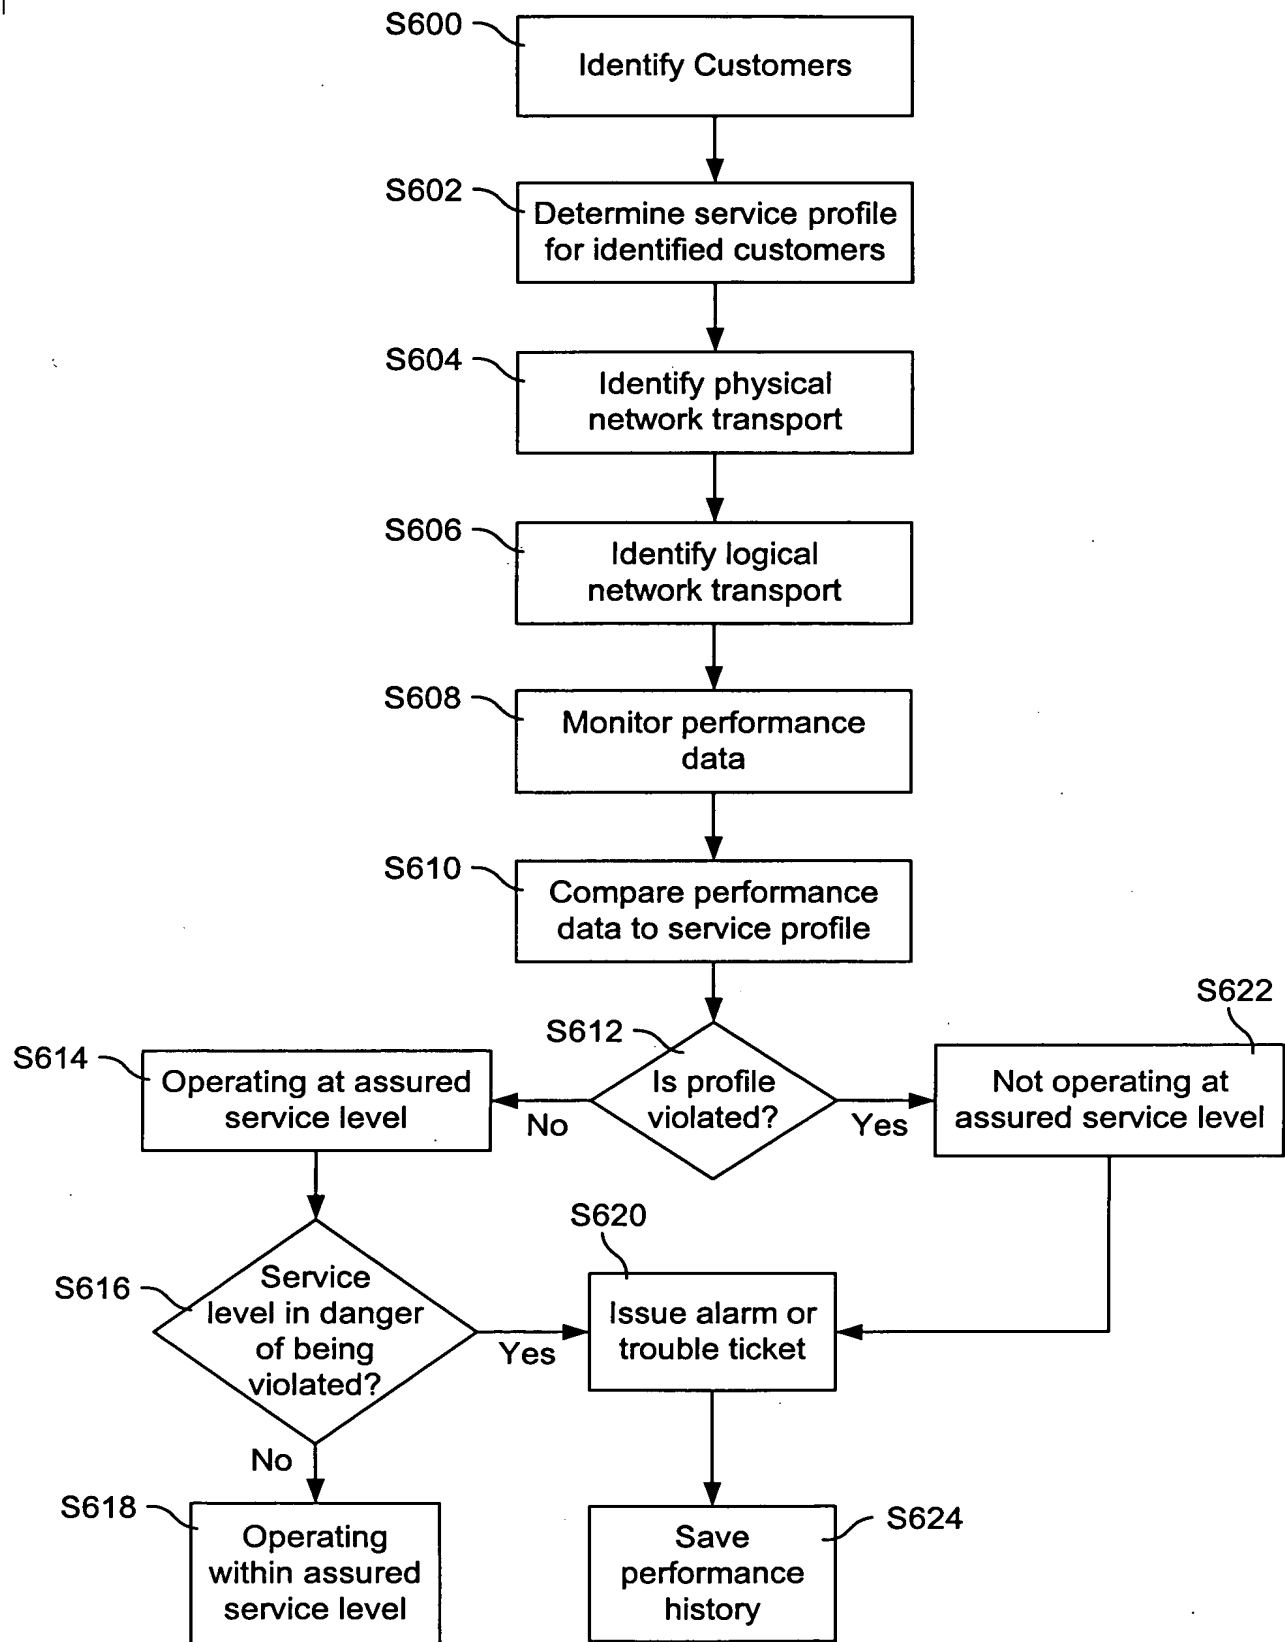 S600
Identify Customers
S602
Determine service profile
for identified customers
S604
Identify physical
network transport
S606
Identify logical
network transport
S608
Monitor performance
data
S610
Compare performance
data to service profile
S622
S612
S614
Operating at assured
service level
Is profile
violated?
Not operating at
assured service level
No
Yes
S620
S616
Service
level in danger
of being
violated?
Issue alarm or
trouble ticket
Yes
No
S618
Operating
within assured
service level
S624
Save
performance
history